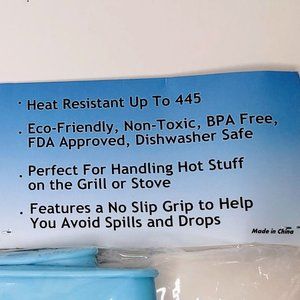 · Heat Resistant Up To 445
· Eco-Friendly, Non-Toxic, BPA Free,
FDA Approved, Dishwasher Safe
· Perfect For Handling Hot Stuff
on the Grill or Stove
· Features a No Slip Grip to Help
You Avoid Spills and Drops
Made in China